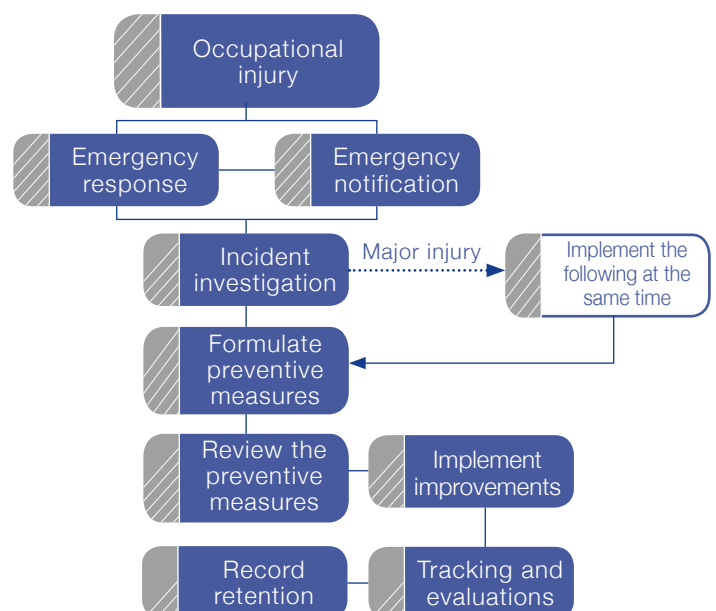 Occupational
injury
Emergency
response
Emergency
notification
Incident
investigation
Major injury
Implement the
following at the
same time
Formulate
preventive
measures
Review the
preventive
measures
Implement
improvements
Record
retention
Tracking and
evaluations